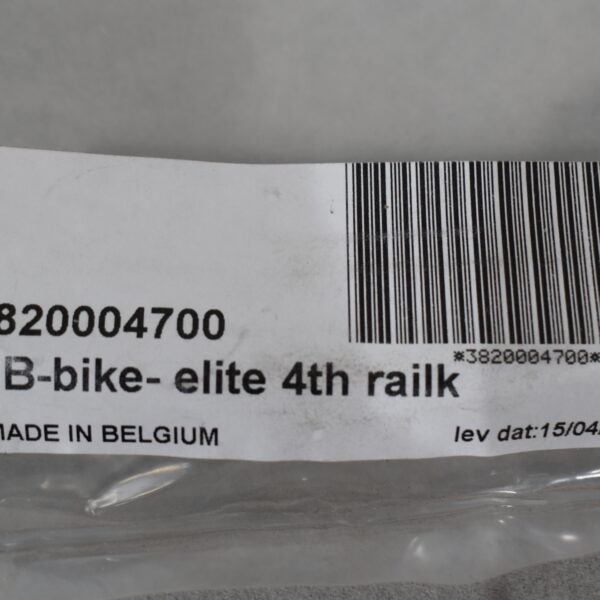 820004700
*3820004700*
B-bike- elite 4th railk
MADE IN BELGIUM
lev dat:15/04